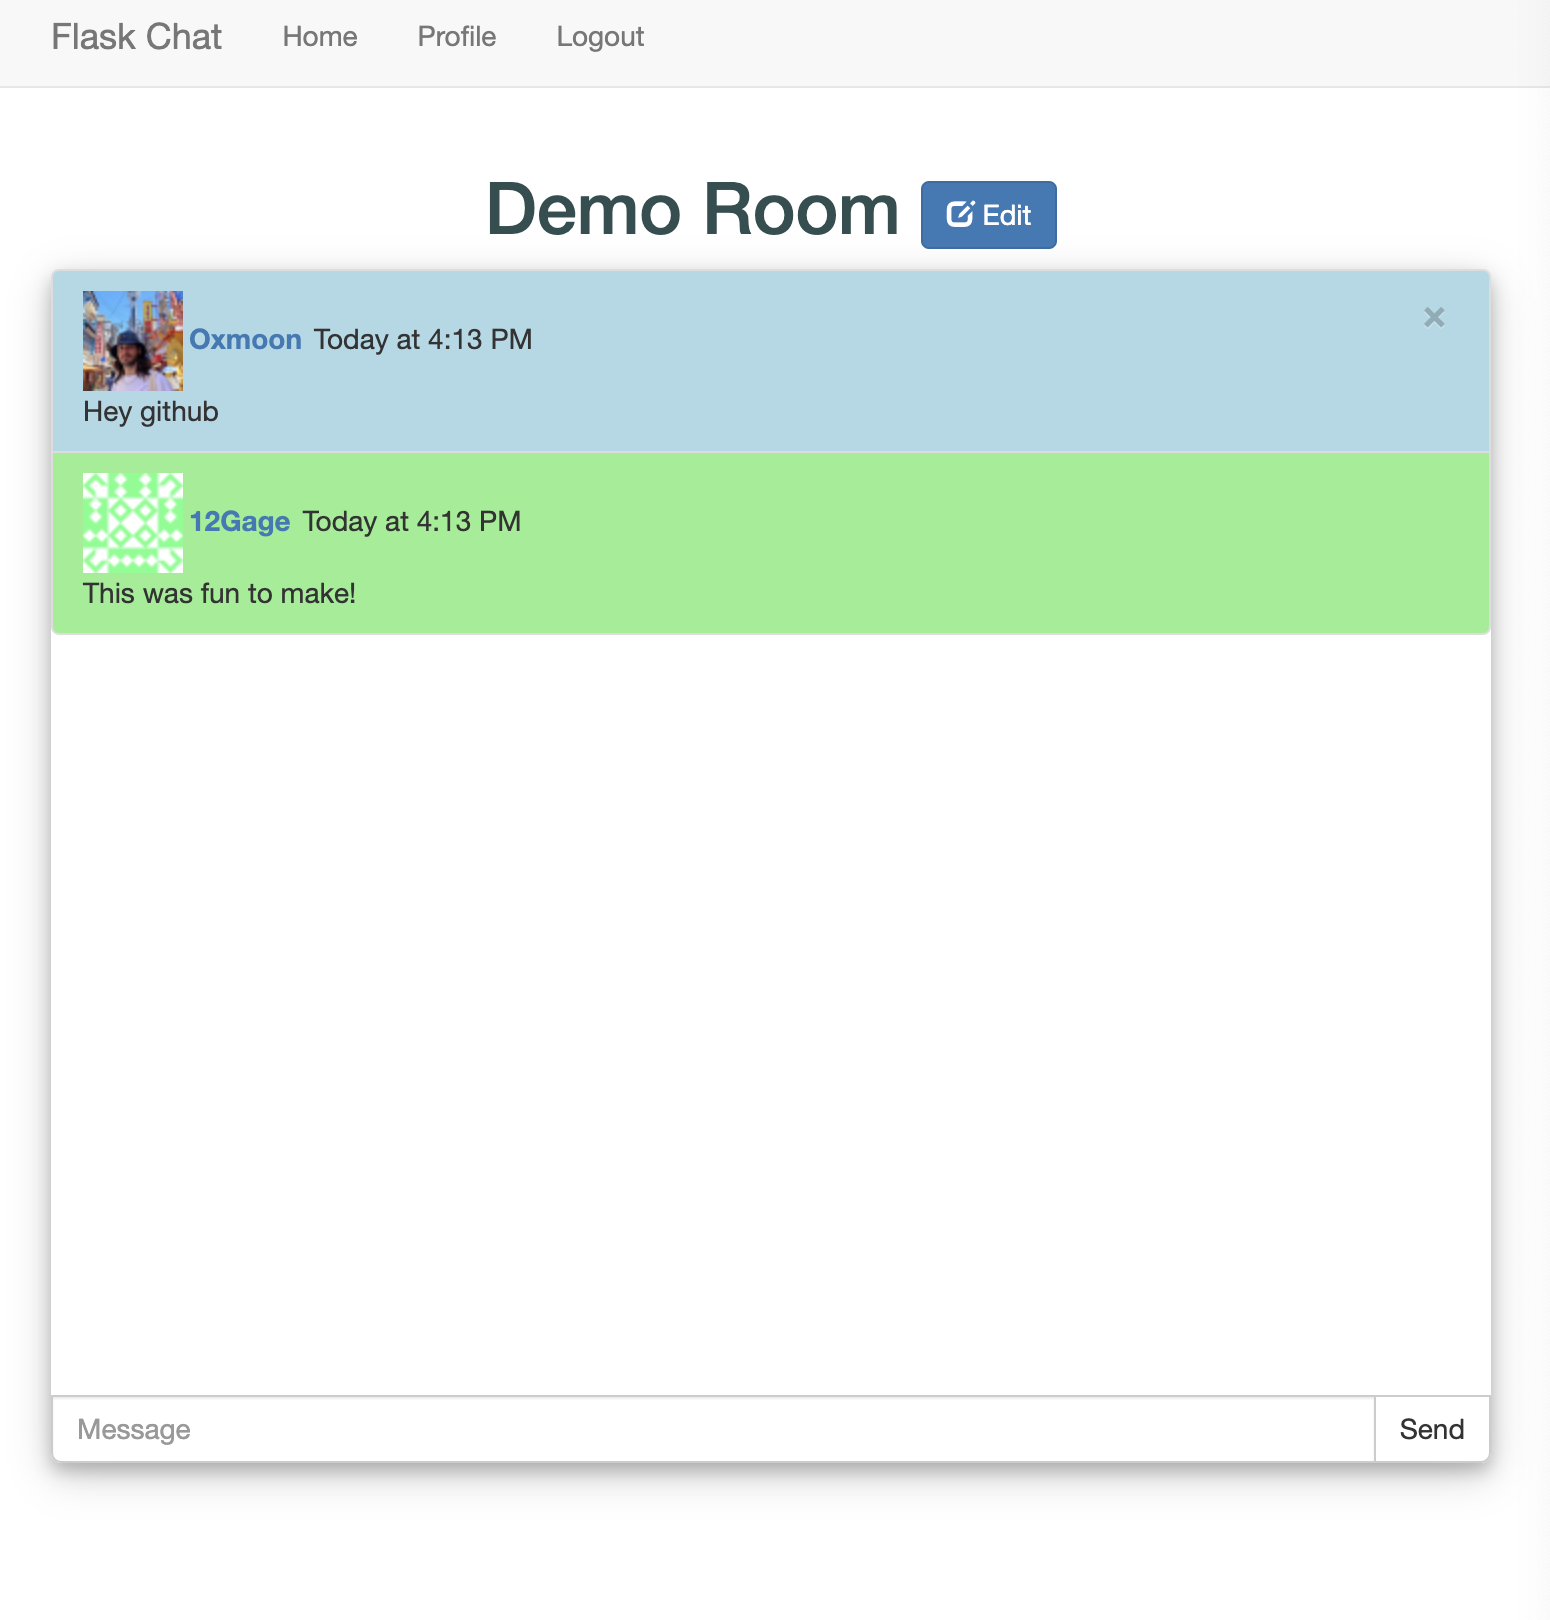 Flask Chat Home Profile Logout
Demo Room Edit
Oxmoon Today at 4:13 PM ×
Hey github
12Gage Today at 4:13 PM
This was fun to make!
Message Send